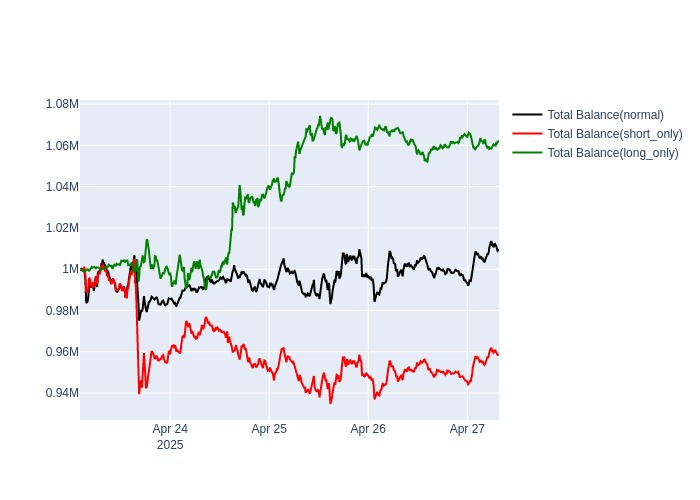 1.08M
1.06M
1.04M
1.02M
1M
0.98M
0.96M
0.94M
Apr 24
2025
Apr 25
Apr 26
Apr 27
Total Balance(normal)
Total Balance(short_only)
Total Balance(long_only)